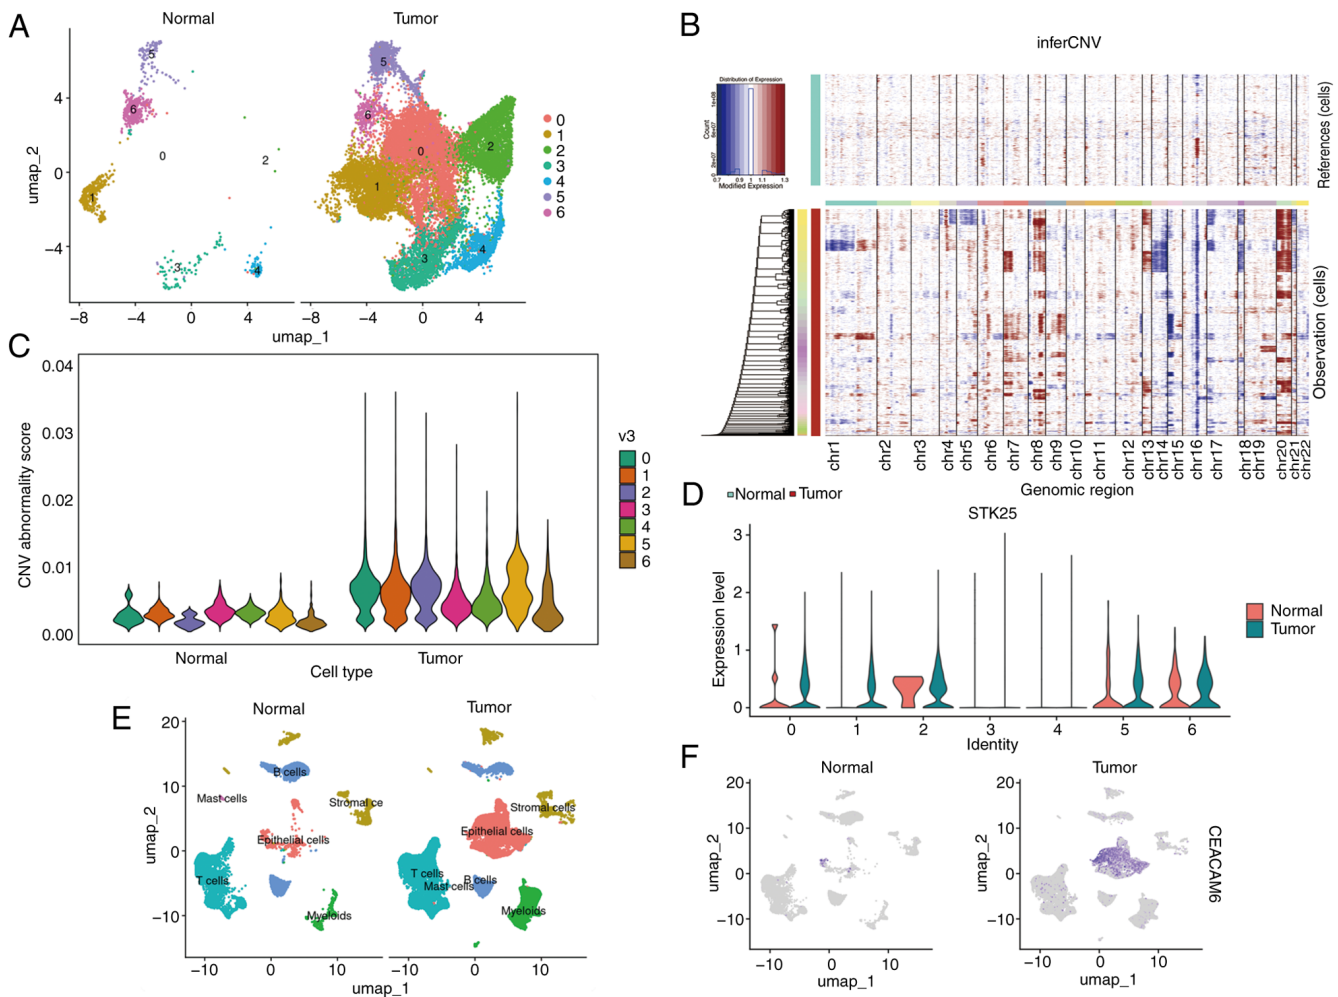 A
Normal
Tumor
umap_2
4
0
−4
−8
−4
0
4
−8
−4
0
4
umap_1
5
6
0
2
1
3
4
5
6
0
2
1
3
4
0
1
2
3
4
5
6
B
inferCNV
Distribution of Expression
Count
0.7
0.9
1
1.1
1.3
Modified Expression
References (cells)
Observation (cells)
chr1
chr2
chr3
chr4
chr5
chr6
chr7
chr8
chr9
chr10
chr11
chr12
chr13
chr14
chr15
chr16
chr17
chr18
chr19
chr20
chr21
chr22
Genomic region
Normal
Tumor
C
CNV abnormality score
0.04
0.03
0.02
0.01
0.00
Normal
Tumor
Cell type
v3
0
1
2
3
4
5
6
D
STK25
Expression level
3
2
1
0
0
1
2
3
4
5
6
Identity
Normal
Tumor
E
Normal
Tumor
umap_2
20
10
0
−10
−10
0
10
−10
0
10
umap_1
B cells
Mast cells
Stromal ce
Epithelial cells
T cells
Myeloids
Stromal cells
Epithelial cells
T cells
Mast cells
B cells
Myeloids
F
Normal
Tumor
umap_2
20
10
0
−10
−10
0
10
umap_1
umap_2
20
10
0
−10
−10
0
10
umap_1
CEACAM6